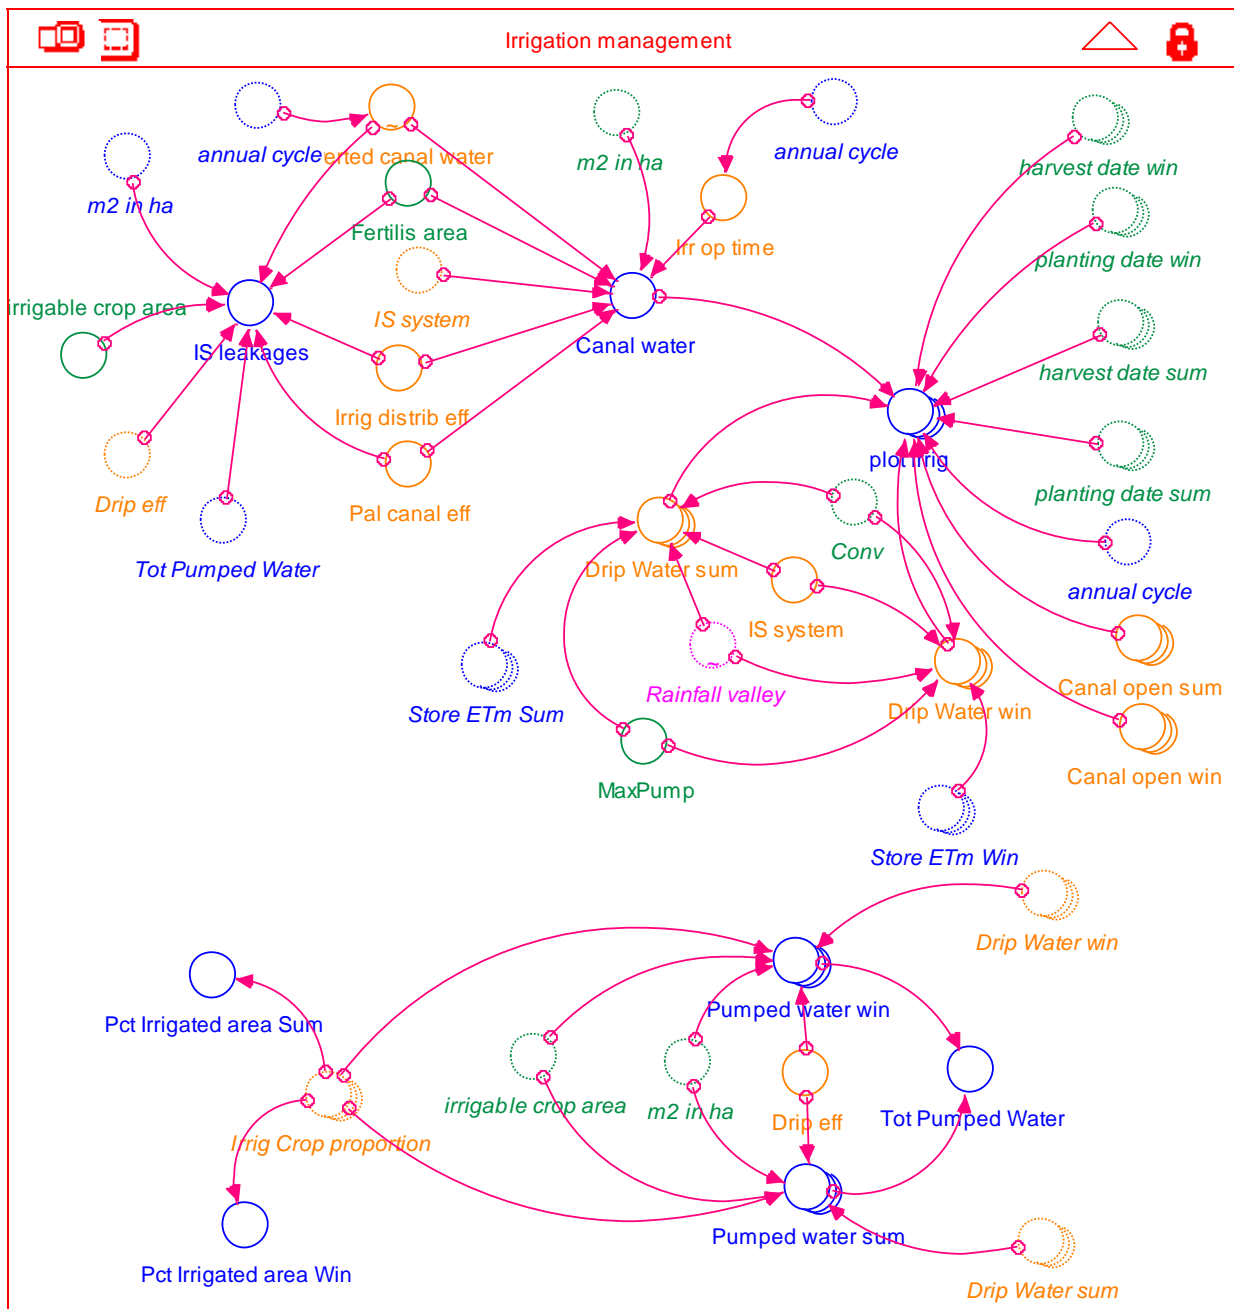 Irrigation management
annual cycle
erted canal water
m2 in ha
annual cycle
harvest date win
m2 in ha
Fertilis area
Irr op time
planting date win
irrigable crop area
IS system
IS leakages
Canal water
harvest date sum
Irrig distrib eff
plot Irrig
Drip eff
Pal canal eff
planting date sum
Tot Pumped Water
Drip Water sum
Conv
annual cycle
IS system
Store ETm Sum
Rainfall valley
Drip Water win
Canal open sum
MaxPump
Canal open win
Store ETm Win
Drip Water win
Pct Irrigated area Sum
Pumped water win
irrigable crop area
m2 in ha
Drip eff
Tot Pumped Water
Irrig Crop proportion
Pumped water sum
Pct Irrigated area Win
Drip Water sum